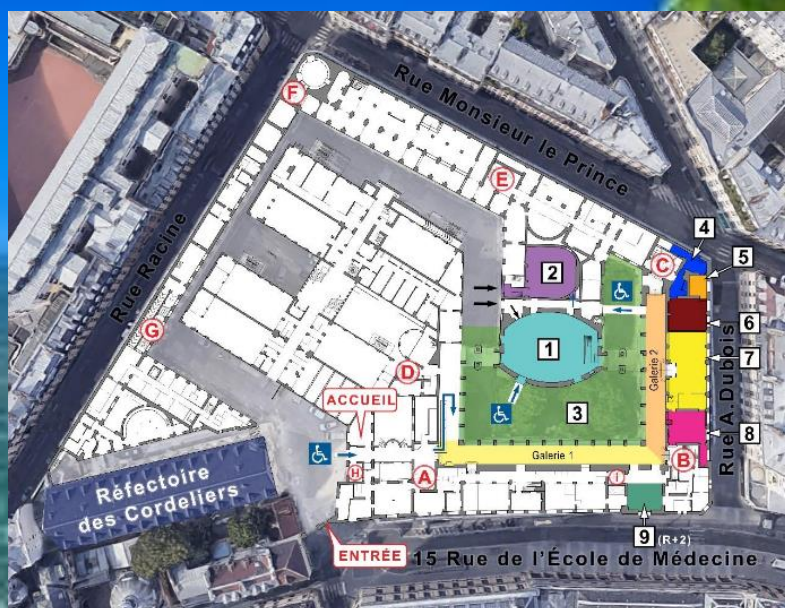 F
Rue Monsieur le Prince
E
4
C
5
2
Rue Racine
6
1
7
Galerie 2
G
D
Rue A.Dubois
ACCUEIL
3
8
Galerie 1
B
H
A
I
Réfectoire
des Cordeliers
9 (R+2)
ENTRÉE
15 Rue de l'École de Médecine